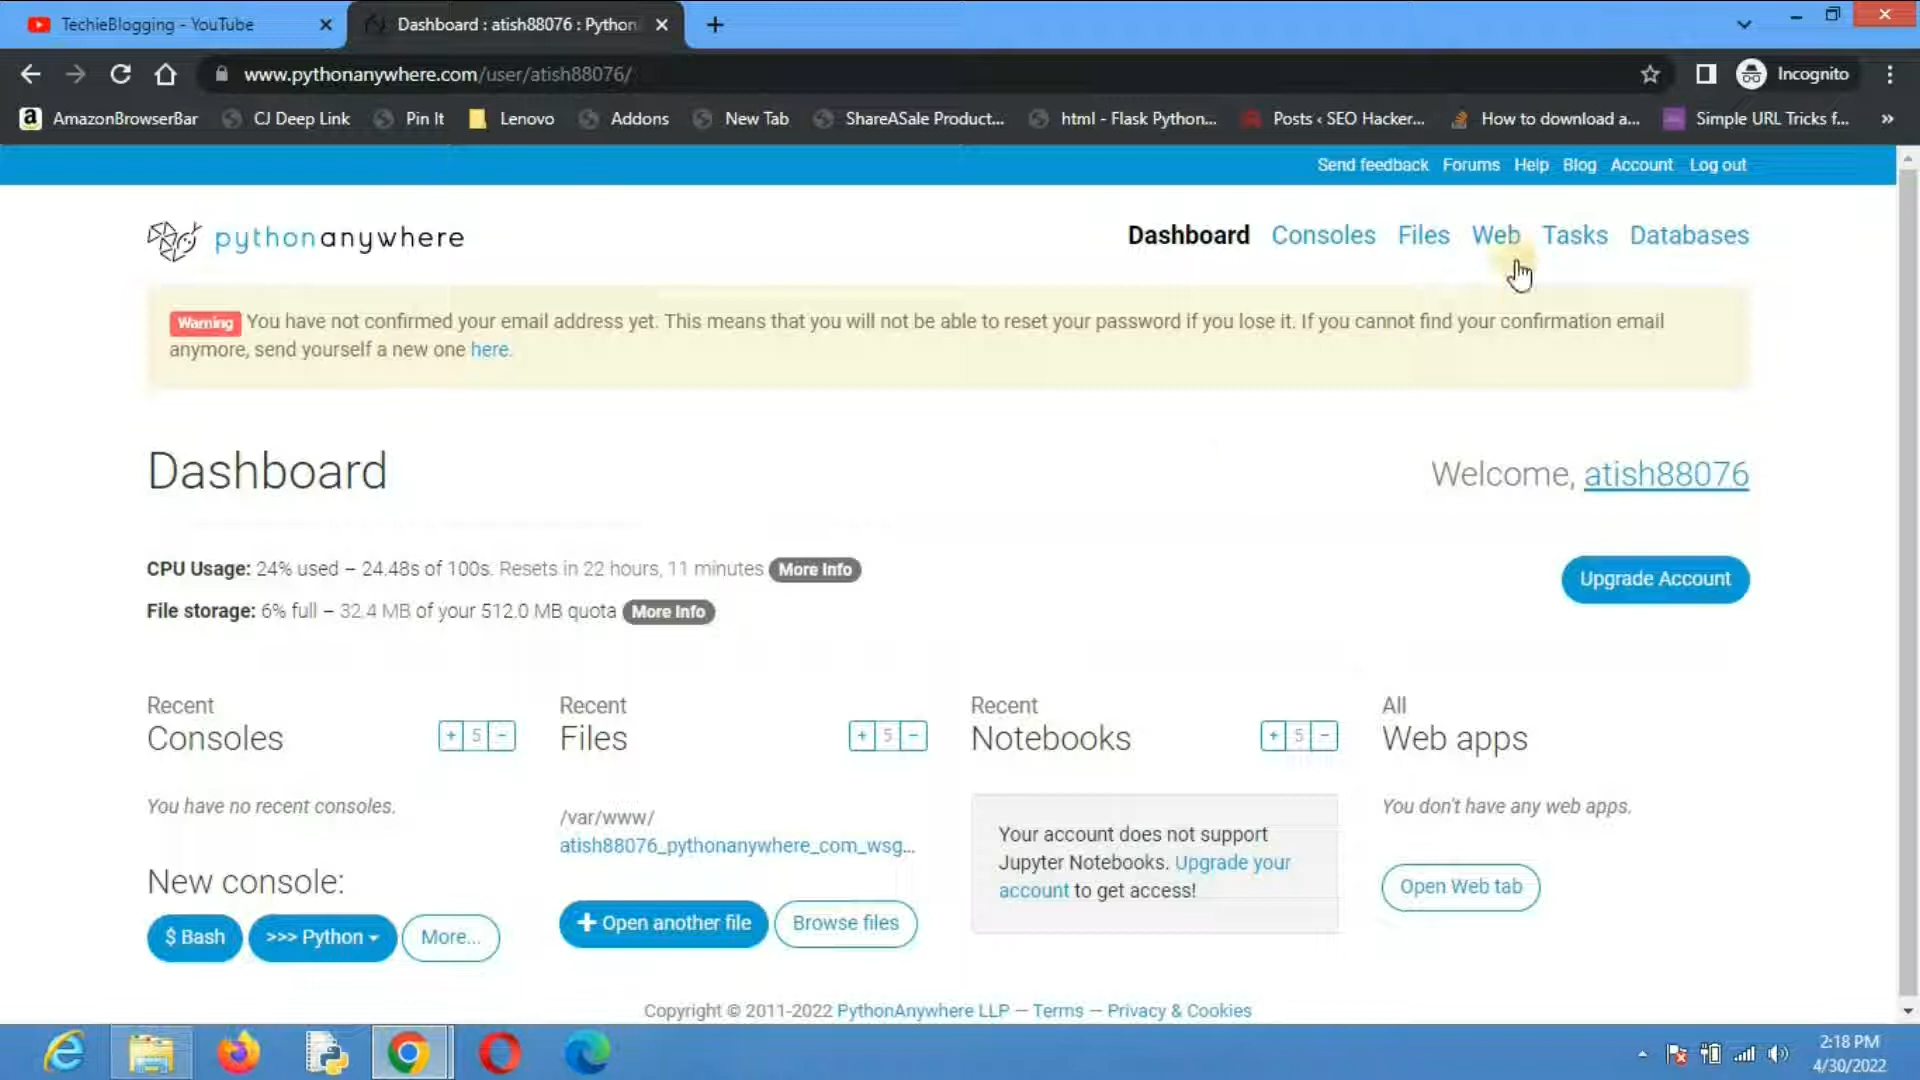 TechieBlogging - YouTube
Dashboard : atish88076 : Python
www.pythonanywhere.com/user/atish88076/
Incognito
AmazonBrowserBar
CJ Deep Link
Pin It
Lenovo
Addons
New Tab
ShareASale Product...
html - Flask Python...
Posts ‹ SEO Hacker...
How to download a...
Simple URL Tricks f...
»
Send feedback Forums Help Blog Account Log out
pythonanywhere
Dashboard Consoles Files Web Tasks Databases
Warning You have not confirmed your email address yet. This means that you will not be able to reset your password if you lose it. If you cannot find your confirmation email
anymore, send yourself a new one here.
Dashboard
Welcome, atish88076
CPU Usage: 24% used – 24.48s of 100s. Resets in 22 hours, 11 minutes More Info
Upgrade Account
File storage: 6% full – 32.4 MB of your 512.0 MB quota More Info
Recent
Consoles
+ 5 -
You have no recent consoles.
New console:
$ Bash
>>> Python
More...
Recent
Files
+ 5 -
/var/www/
atish88076_pythonanywhere_com_wsg...
+ Open another file
Browse files
Recent
Notebooks
+ 5 -
Your account does not support
Jupyter Notebooks. Upgrade your
account to get access!
All
Web apps
You don't have any web apps.
Open Web tab
Copyright © 2011-2022 PythonAnywhere LLP — Terms — Privacy & Cookies
2:18 PM
4/30/2022